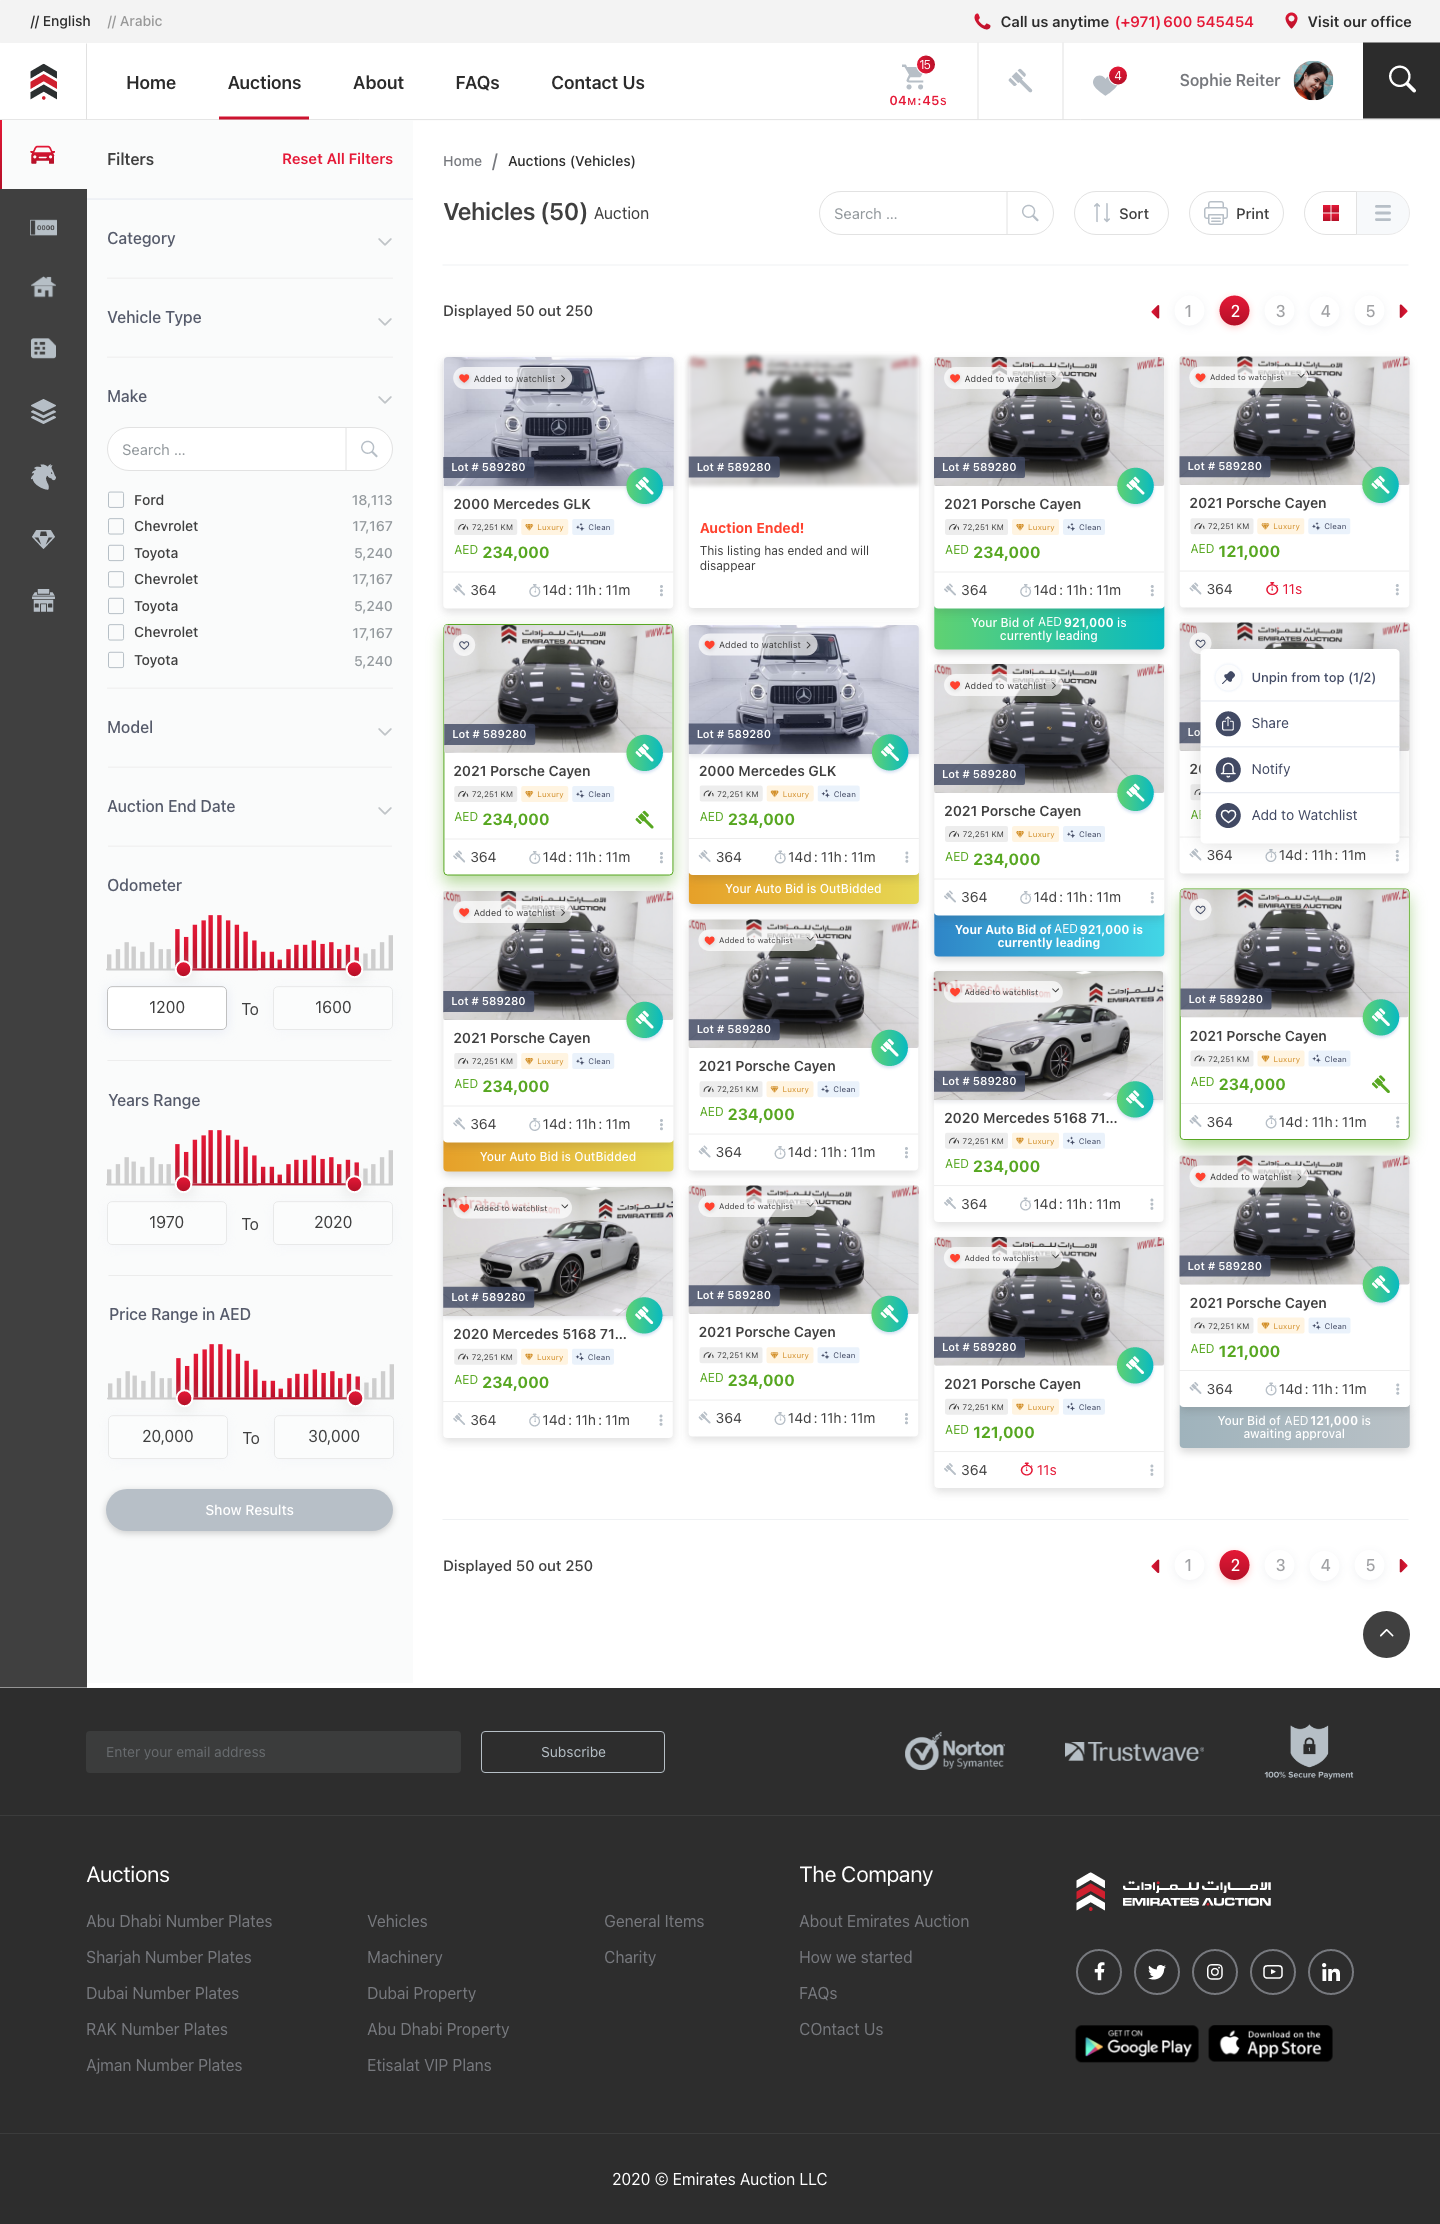 // English
// Arabic
Call us anytime (+971) 600 545454
Visit our office
Home
Auctions
About
FAQs
Contact Us
15
04M:45S
4
Sophie Reiter
0000
Filters
Reset All Filters
Category
Vehicle Type
Make
Search ...
Ford 18,113
Chevrolet 17,167
Toyota 5,240
Chevrolet 17,167
Toyota 5,240
Chevrolet 17,167
Toyota 5,240
Model
Auction End Date
Odometer
1200 To 1600
Years Range
1970 To 2020
Price Range in AED
20,000 To 30,000
Show Results
Home / Auctions (Vehicles)
Vehicles (50) Auction
Search ...
Sort
Print
Displayed 50 out 250
1 2 3 4 5
Added to watchlist
Lot # 589280
2000 Mercedes GLK
72,251 KM Luxury Clean
AED 234,000
364 14d : 11h : 11m
Lot # 589280
2021 Porsche Cayen
72,251 KM Luxury Clean
AED 234,000
364 14d : 11h : 11m
Added to watchlist
Lot # 589280
2021 Porsche Cayen
72,251 KM Luxury Clean
AED 234,000
364 14d : 11h : 11m
Your Auto Bid is OutBidded
Added to watchlist
EMIRATES AUCTION
Lot # 589280
2020 Mercedes 5168 71...
72,251 KM Luxury Clean
AED 234,000
364 14d : 11h : 11m
Lot # 589280
Auction Ended!
This listing has ended and will
disappear
Added to watchlist
Lot # 589280
2000 Mercedes GLK
72,251 KM Luxury Clean
AED 234,000
364 14d : 11h : 11m
Your Auto Bid is OutBidded
Added to watchlist
Lot # 589280
2021 Porsche Cayen
72,251 KM Luxury Clean
AED 234,000
364 14d : 11h : 11m
Added to watchlist
Lot # 589280
2021 Porsche Cayen
72,251 KM Luxury Clean
AED 234,000
364 14d : 11h : 11m
Added to watchlist
Lot # 589280
2021 Porsche Cayen
72,251 KM Luxury Clean
AED 234,000
364 14d : 11h : 11m
Your Bid of AED 921,000 is
currently leading
Added to watchlist
Lot # 589280
2021 Porsche Cayen
72,251 KM Luxury Clean
AED 234,000
364 14d : 11h : 11m
Your Auto Bid of AED 921,000 is
currently leading
Added to watchlist
EMIRATES AUCTION
Lot # 589280
2020 Mercedes 5168 71...
72,251 KM Luxury Clean
AED 234,000
364 14d : 11h : 11m
Added to watchlist
Lot # 589280
2021 Porsche Cayen
72,251 KM Luxury Clean
AED 121,000
364 11s
Added to watchlist
Lot # 589280
2021 Porsche Cayen
72,251 KM Luxury Clean
AED 121,000
364 11s
EMIRATES AUCTION
Unpin from top (1/2)
Share
Notify
Add to Watchlist
364 14d : 11h : 11m
EMIRATES AUCTION
Lot # 589280
2021 Porsche Cayen
72,251 KM Luxury Clean
AED 234,000
364 14d : 11h : 11m
Added to watchlist
Lot # 589280
2021 Porsche Cayen
72,251 KM Luxury Clean
AED 121,000
364 14d : 11h : 11m
Your Bid of AED 121,000 is
awaiting approval
Displayed 50 out 250
1 2 3 4 5
Enter your email address
Subscribe
Norton
by Symantec
Trustwave
100% Secure Payment
Auctions
Abu Dhabi Number Plates
Sharjah Number Plates
Dubai Number Plates
RAK Number Plates
Ajman Number Plates
Vehicles
Machinery
Dubai Property
Abu Dhabi Property
Etisalat VIP Plans
General Items
Charity
The Company
About Emirates Auction
How we started
FAQs
COntact Us
الامارات للمزادات
EMIRATES AUCTION
GET IT ON
Google Play
Download on the
App Store
2020 © Emirates Auction LLC